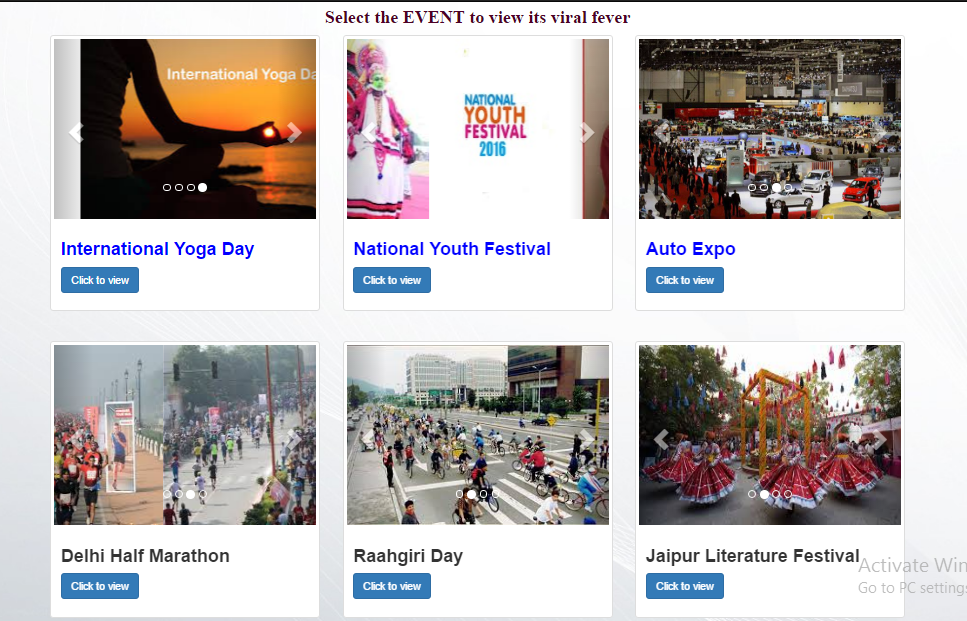 Select the EVENT to view its viral fever
International Yoga Da
NATIONAL
YOUTH
FESTIVAL
2016
International Yoga Day
Click to view
National Youth Festival
Click to view
Auto Expo
Click to view
Delhi Half Marathon
Click to view
Raahgiri Day
Click to view
Jaipur Literature Festival
Click to view
Activate Win
Go to PC settings